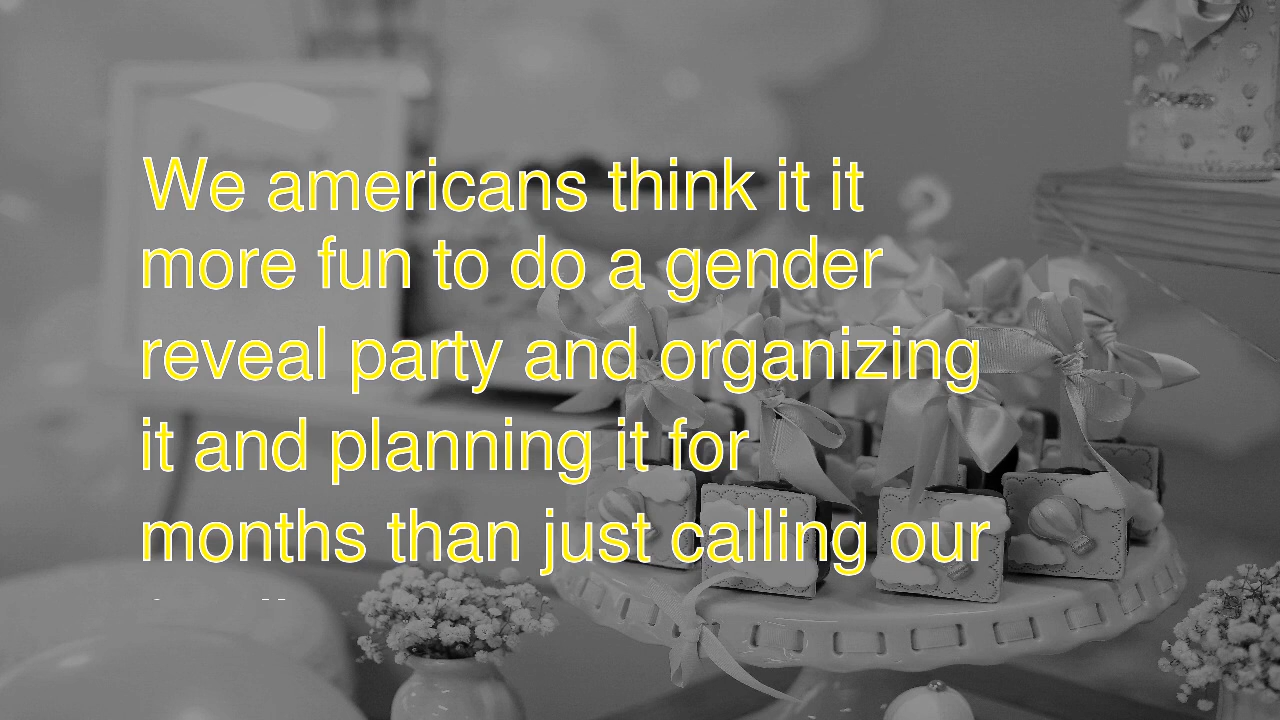 We americans think it it
more fun to do a gender
reveal party and organizing
it and planning it for
months than just calling our